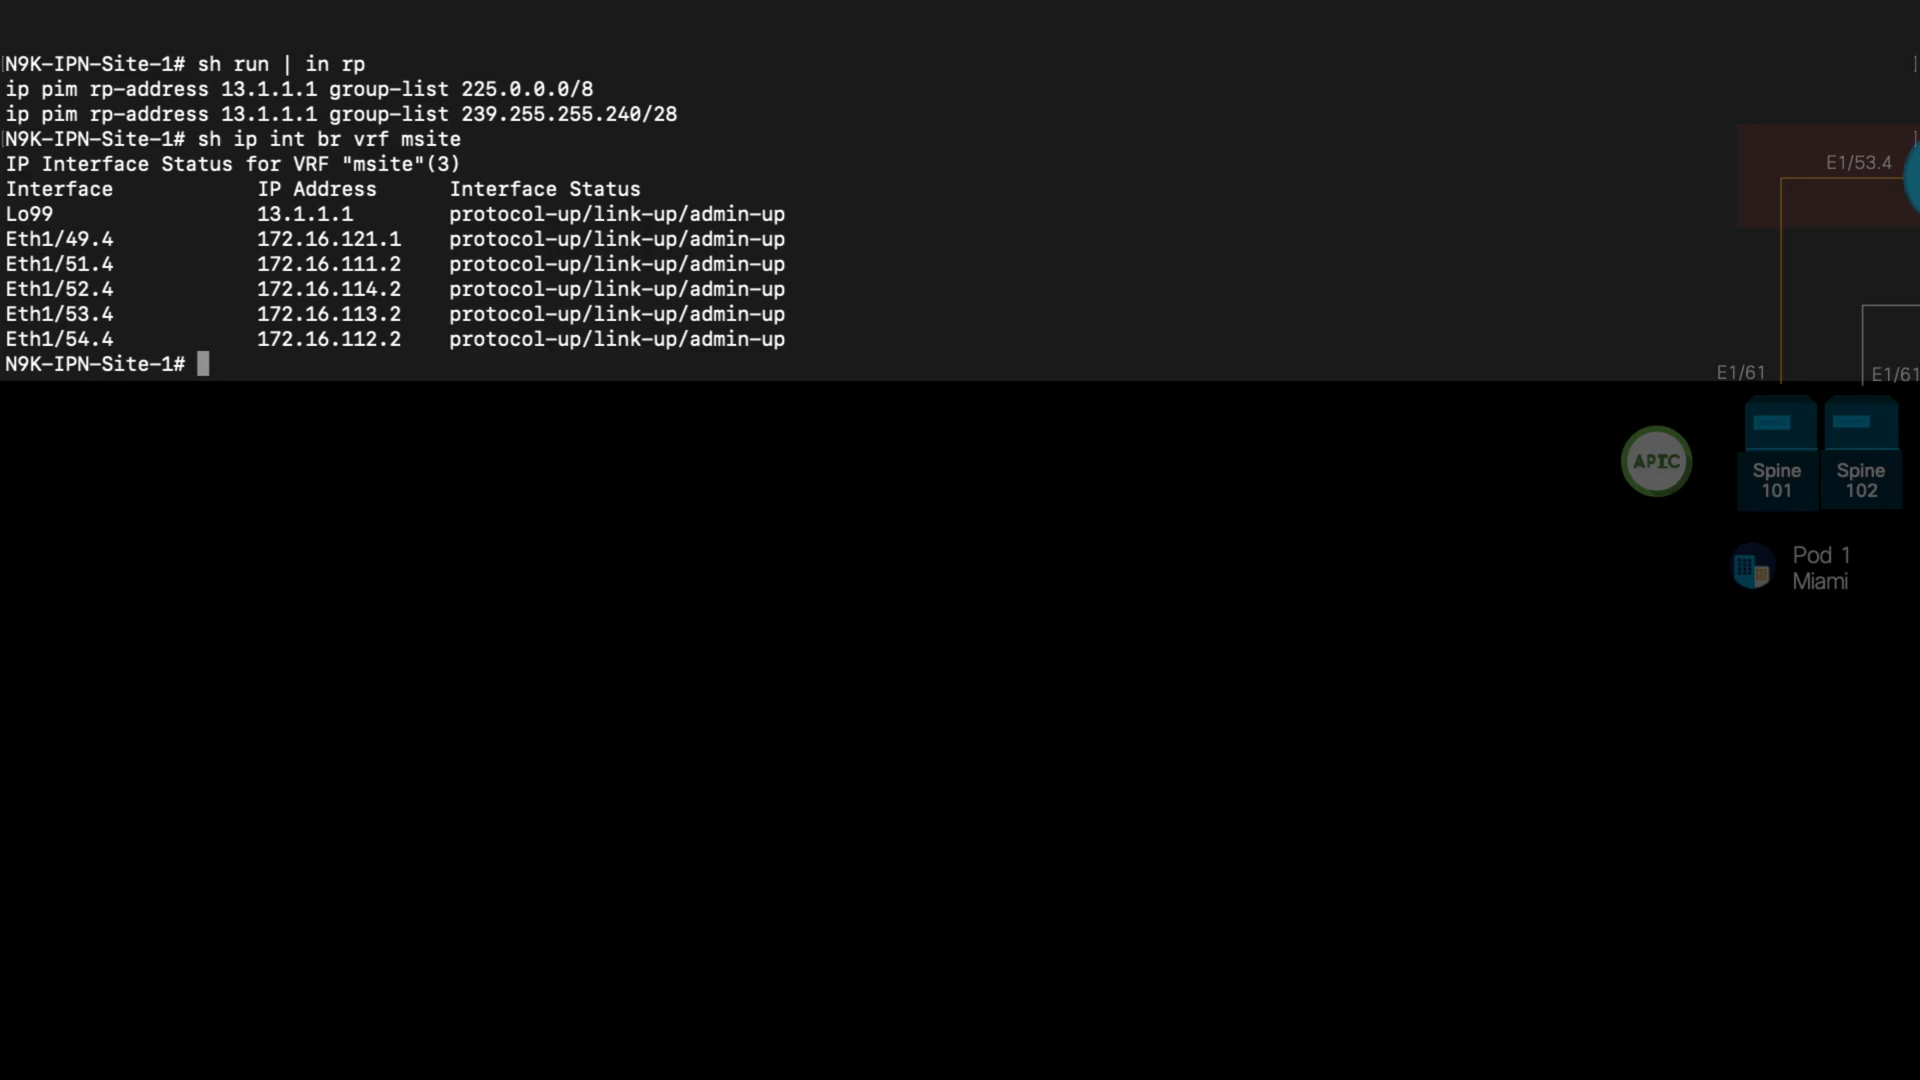 N9K-IPN-Site-1# sh run | in rp
ip pim rp-address 13.1.1.1 group-list 225.0.0.0/8
ip pim rp-address 13.1.1.1 group-list 239.255.255.240/28
N9K-IPN-Site-1# sh ip int br vrf msite
IP Interface Status for VRF "msite"(3)
Interface IP Address Interface Status
Lo99 13.1.1.1 protocol-up/link-up/admin-up
Eth1/49.4 172.16.121.1 protocol-up/link-up/admin-up
Eth1/51.4 172.16.111.2 protocol-up/link-up/admin-up
Eth1/52.4 172.16.114.2 protocol-up/link-up/admin-up
Eth1/53.4 172.16.113.2 protocol-up/link-up/admin-up
Eth1/54.4 172.16.112.2 protocol-up/link-up/admin-up
N9K-IPN-Site-1#
E1/53.4
E1/61 E1/61
APIC
Spine
101
Spine
102
Pod 1
Miami